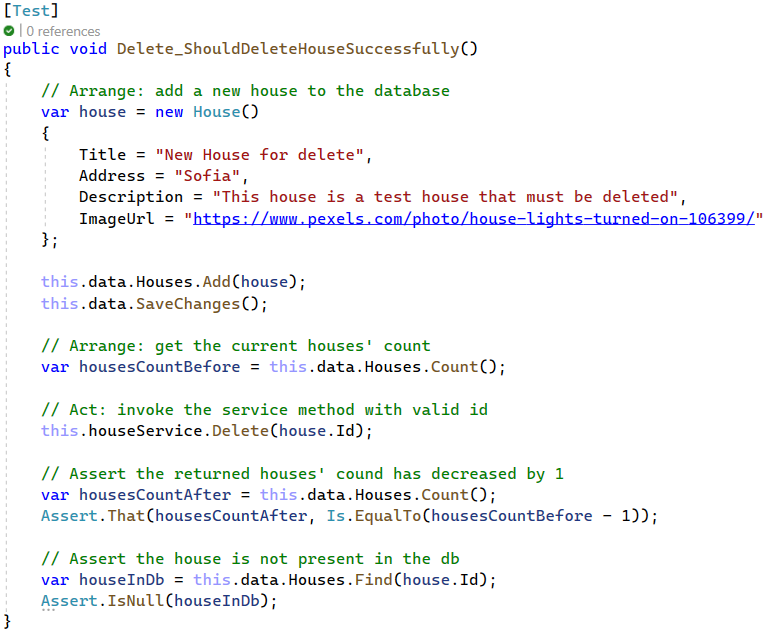 [Test]
| 0 references
public void Delete_ShouldDeleteHouseSuccessfully()
{
    // Arrange: add a new house to the database
    var house = new House()
    {
        Title = "New House for delete",
        Address = "Sofia",
        Description = "This house is a test house that must be deleted",
        ImageUrl = "https://www.pexels.com/photo/house-lights-turned-on-106399/"
    };

    this.data.Houses.Add(house);
    this.data.SaveChanges();

    // Arrange: get the current houses' count
    var housesCountBefore = this.data.Houses.Count();

    // Act: invoke the service method with valid id
    this.houseService.Delete(house.Id);

    // Assert the returned houses' cound has decreased by 1
    var housesCountAfter = this.data.Houses.Count();
    Assert.That(housesCountAfter, Is.EqualTo(housesCountBefore - 1));

    // Assert the house is not present in the db
    var houseInDb = this.data.Houses.Find(house.Id);
    Assert.IsNull(houseInDb);
}